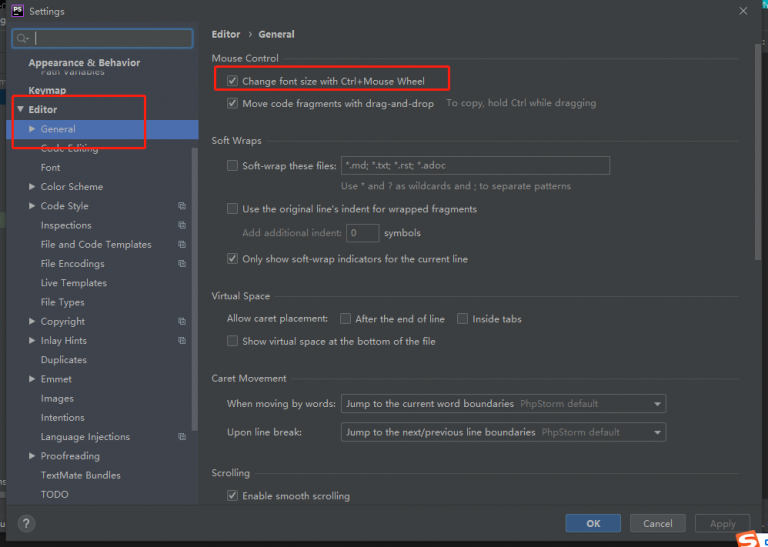 PS Settings
Appearance & Behavior
Path Variables
Keymap
Editor
General
Code Editing
Font
Color Scheme
Code Style
Inspections
File and Code Templates
File Encodings
Live Templates
File Types
Copyright
Inlay Hints
Duplicates
Emmet
Images
Intentions
Language Injections
Proofreading
TextMate Bundles
TODO
Editor › General
Mouse Control
Change font size with Ctrl+Mouse Wheel
Move code fragments with drag-and-drop To copy, hold Ctrl while dragging
Soft Wraps
Soft-wrap these files: *.md; *.txt; *.rst; *.adoc
Use * and ? as wildcards and ; to separate patterns
Use the original line's indent for wrapped fragments
Add additional indent: 0 symbols
Only show soft-wrap indicators for the current line
Virtual Space
Allow caret placement: After the end of line Inside tabs
Show virtual space at the bottom of the file
Caret Movement
When moving by words: Jump to the current word boundaries PhpStorm default
Upon line break: Jump to the next/previous line boundaries PhpStorm default
Scrolling
Enable smooth scrolling
? OK Cancel Apply
S